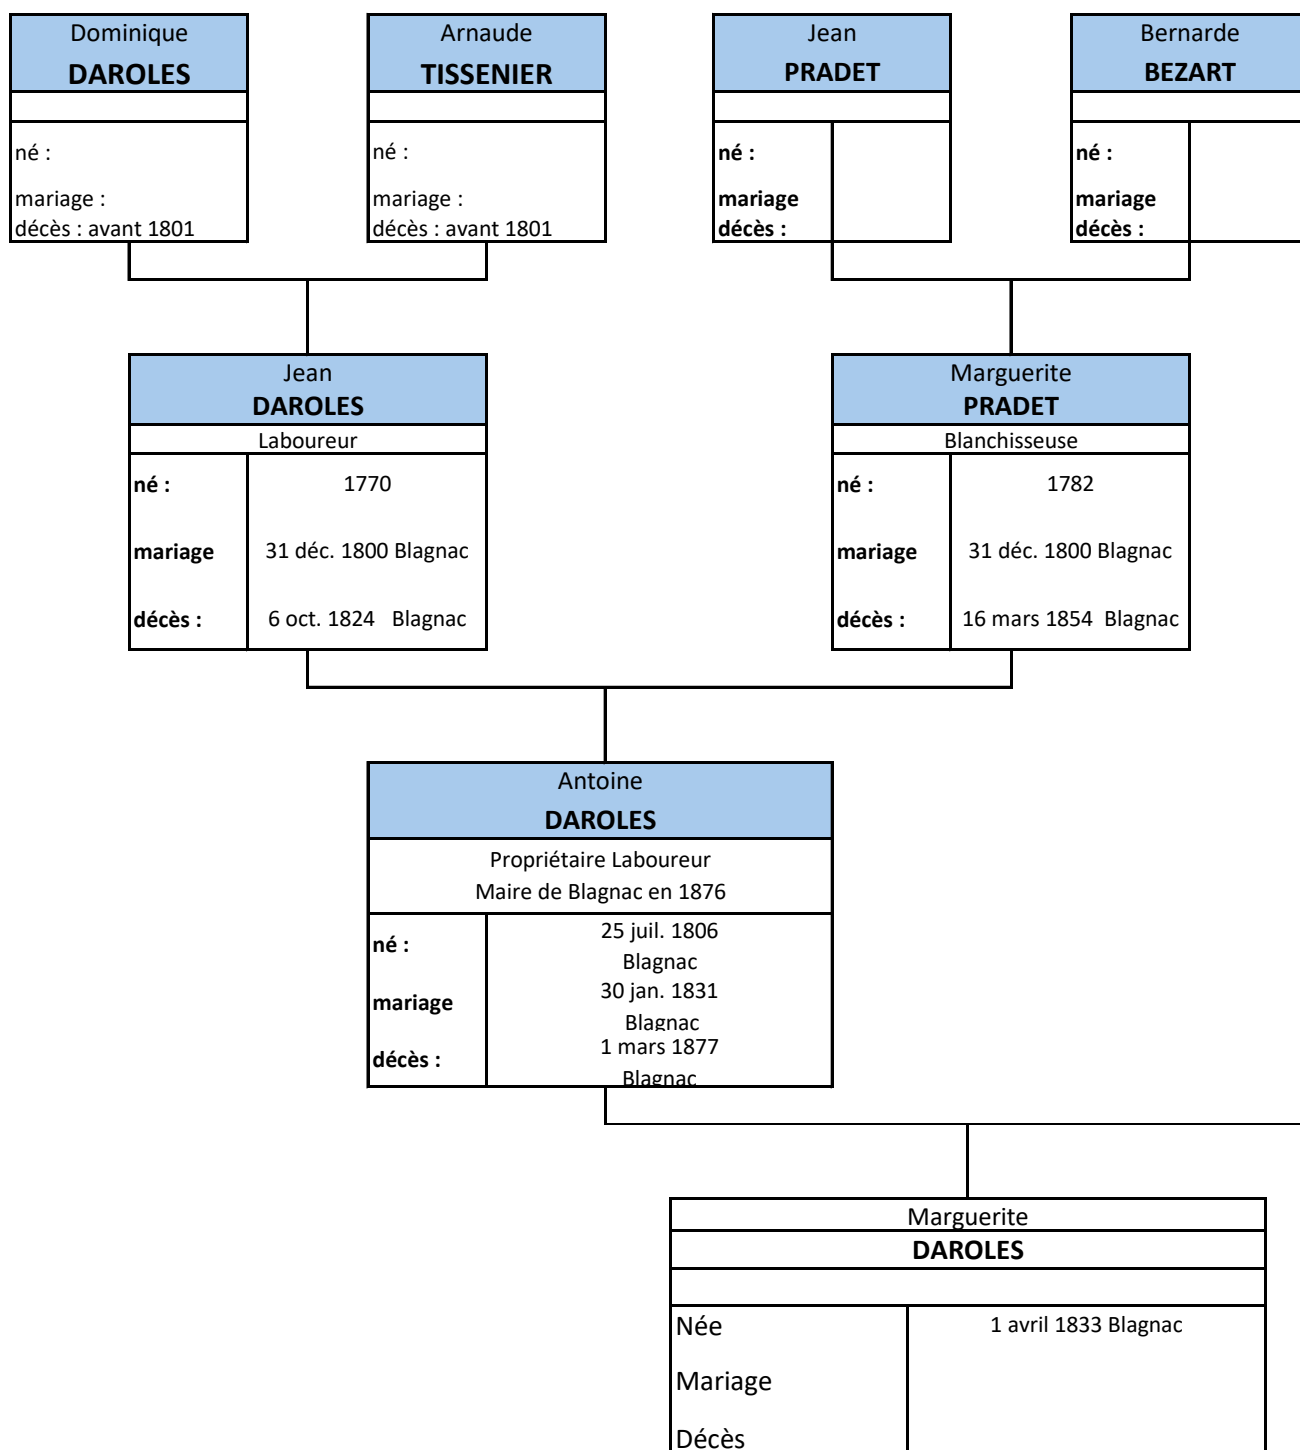 Dominique
DAROLES
né :
mariage :
décès : avant 1801
Arnaude
TISSENIER
né :
mariage :
décès : avant 1801
Jean
PRADET
né :
mariage
décès :
Bernarde
BEZART
né :
mariage
décès :
Jean
DAROLES
Laboureur
né : 1770
mariage 31 déc. 1800 Blagnac
décès : 6 oct. 1824 Blagnac
Marguerite
PRADET
Blanchisseuse
né : 1782
mariage 31 déc. 1800 Blagnac
décès : 16 mars 1854 Blagnac
Antoine
DAROLES
Propriétaire Laboureur
Maire de Blagnac en 1876
né : 25 juil. 1806
Blagnac
mariage 30 jan. 1831
Blagnac
décès : 1 mars 1877
Blagnac
Marguerite
DAROLES
Née 1 avril 1833 Blagnac
Mariage
Décès